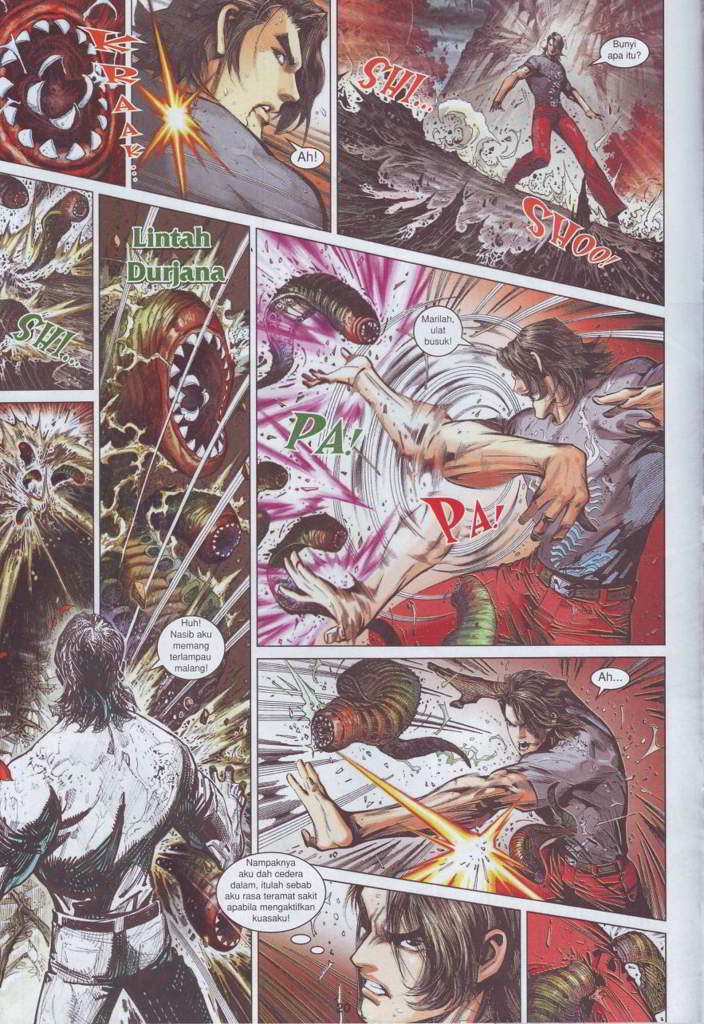 KRAAK...
Ah!
Bunyi
apa itu?
SHI...
SHOO!
SHI...
Lintah
Durjana
Huh!
Nasib aku
memang
terlampau
malang!
Marilah,
ulat
busuk!
PA!
PA!
Ah...
Nampaknya
aku dah cedera
dalam, itulah sebab
aku rasa teramat sakit
apabila mengaktifkan
kuasaku!
20